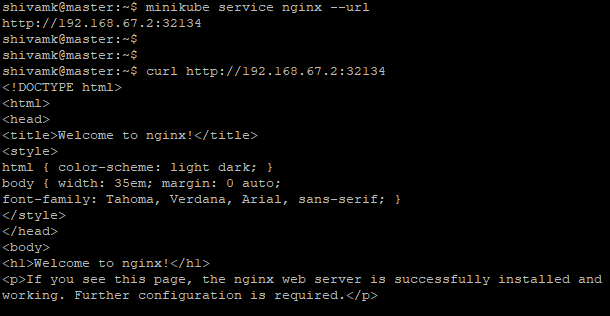 shivamk@master:~$ minikube service nginx --url
http://192.168.67.2:32134
shivamk@master:~$
shivamk@master:~$
shivamk@master:~$ curl http://192.168.67.2:32134
<!DOCTYPE html>
<html>
<head>
<title>Welcome to nginx!</title>
<style>
html { color-scheme: light dark; }
body { width: 35em; margin: 0 auto;
font-family: Tahoma, Verdana, Arial, sans-serif; }
</style>
</head>
<body>
<h1>Welcome to nginx!</h1>
<p>If you see this page, the nginx web server is successfully installed and
working. Further configuration is required.</p>